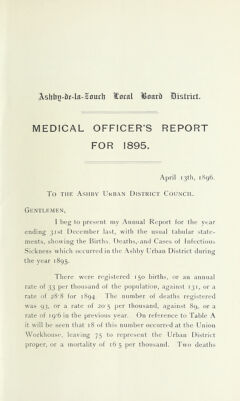 Ashby-de-la-Zouch Local Board District.
MEDICAL OFFICER'S REPORT
FOR 1895.
April 13th, 1896.
To the Ashby Urban District Council.
Gentlemen,
I beg to present my Annual Report for the year
ending 31st December last, with the usual tabular state-
ments, showing the Births, Deaths, and Cases of Infectious
Sickness which occurred in the Ashby Urban District during
the year 1895.
There were registered 150 births, or an annual
rate of 33 per thousand of the population, against 131, or a
rate of 28·8 for 1894 The number of deaths registered
was 93, or a rate of 20·5 per thousand, against 89, or a
rate of 19·6 in the previous year. On reference to Table A
it will be seen that 18 of this number occurred at the Union
Workhouse, leaving 75 to represent the Urban District
proper, or a mortality of 16 5 per thousand. Two deaths